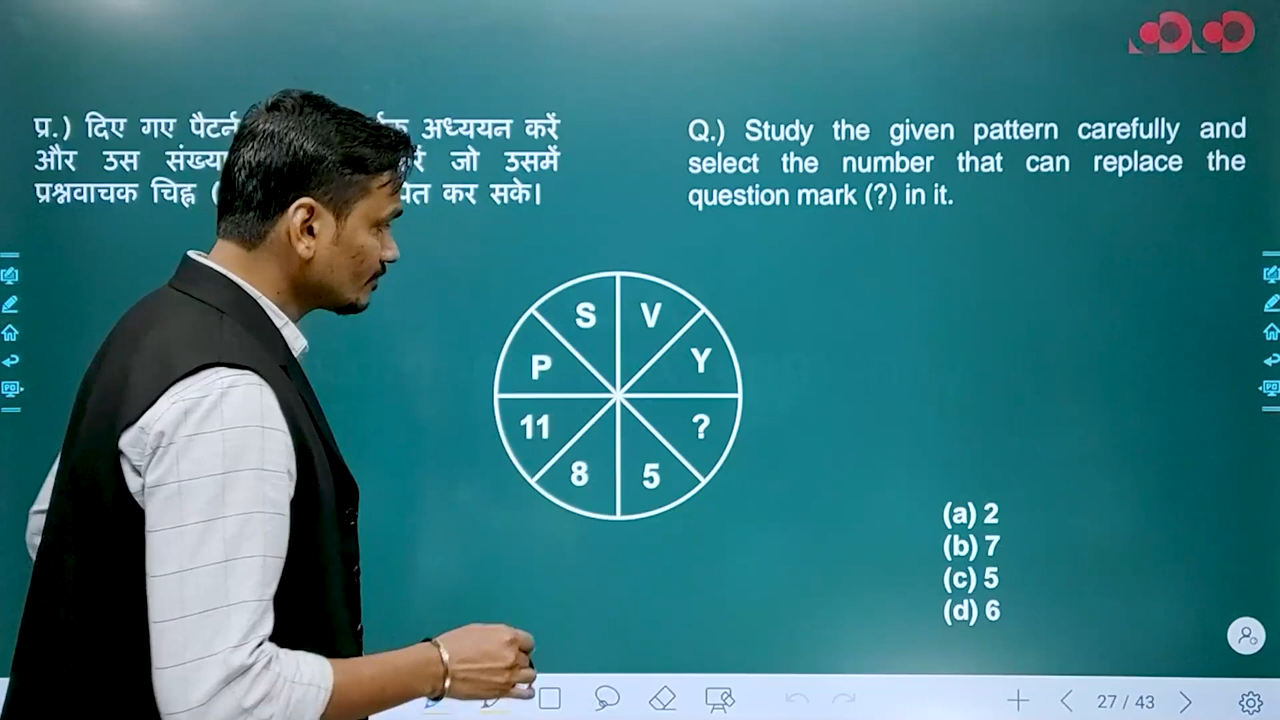 प्र.) दिए गए पैटर्न अध्ययन करें
और उस जो उसमें
प्रश्नवाचक चिह्न ( कर सके।
Q.) Study the given pattern carefully and
select the number that can replace the
question mark (?) in it.
S V
P Y
11 ?
8 5
(a) 2
(b) 7
(c) 5
(d) 6
27 / 43